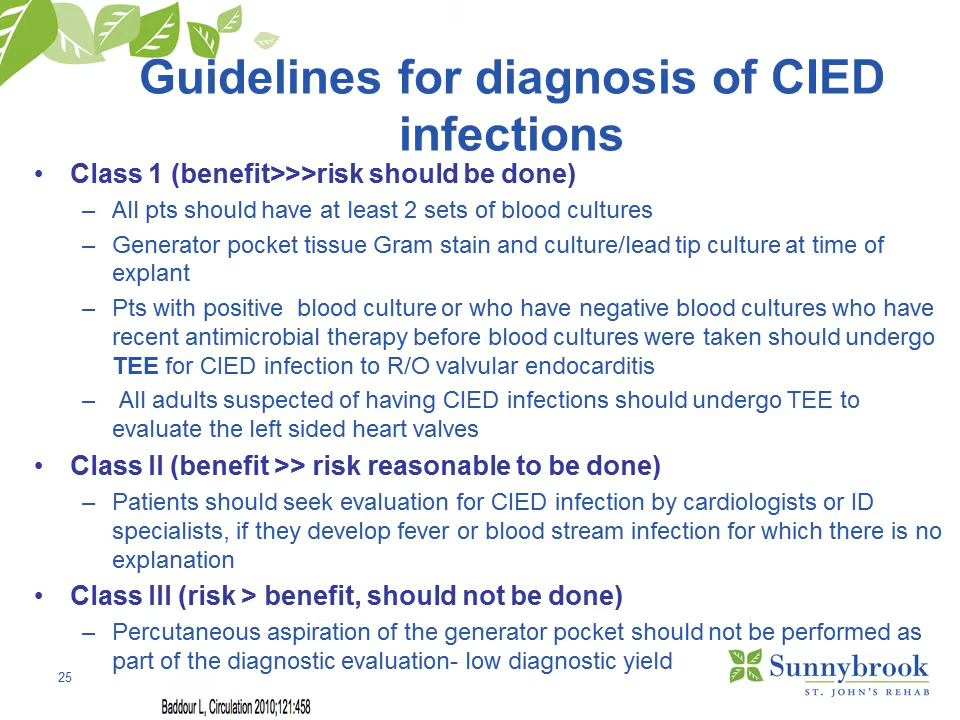 Guidelines for diagnosis of CIED
infections
• Class 1 (benefit>>>risk should be done)
– All pts should have at least 2 sets of blood cultures
– Generator pocket tissue Gram stain and culture/lead tip culture at time of
explant
– Pts with positive  blood culture or who have negative blood cultures who have
recent antimicrobial therapy before blood cultures were taken should undergo
TEE for CIED infection to R/O valvular endocarditis
–  All adults suspected of having CIED infections should undergo TEE to
evaluate the left sided heart valves
• Class II (benefit >> risk reasonable to be done)
– Patients should seek evaluation for CIED infection by cardiologists or ID
specialists, if they develop fever or blood stream infection for which there is no
explanation
• Class III (risk > benefit, should not be done)
– Percutaneous aspiration of the generator pocket should not be performed as
part of the diagnostic evaluation- low diagnostic yield
25
Sunnybrook
ST. JOHN'S REHAB
Baddour L, Circulation 2010;121:458